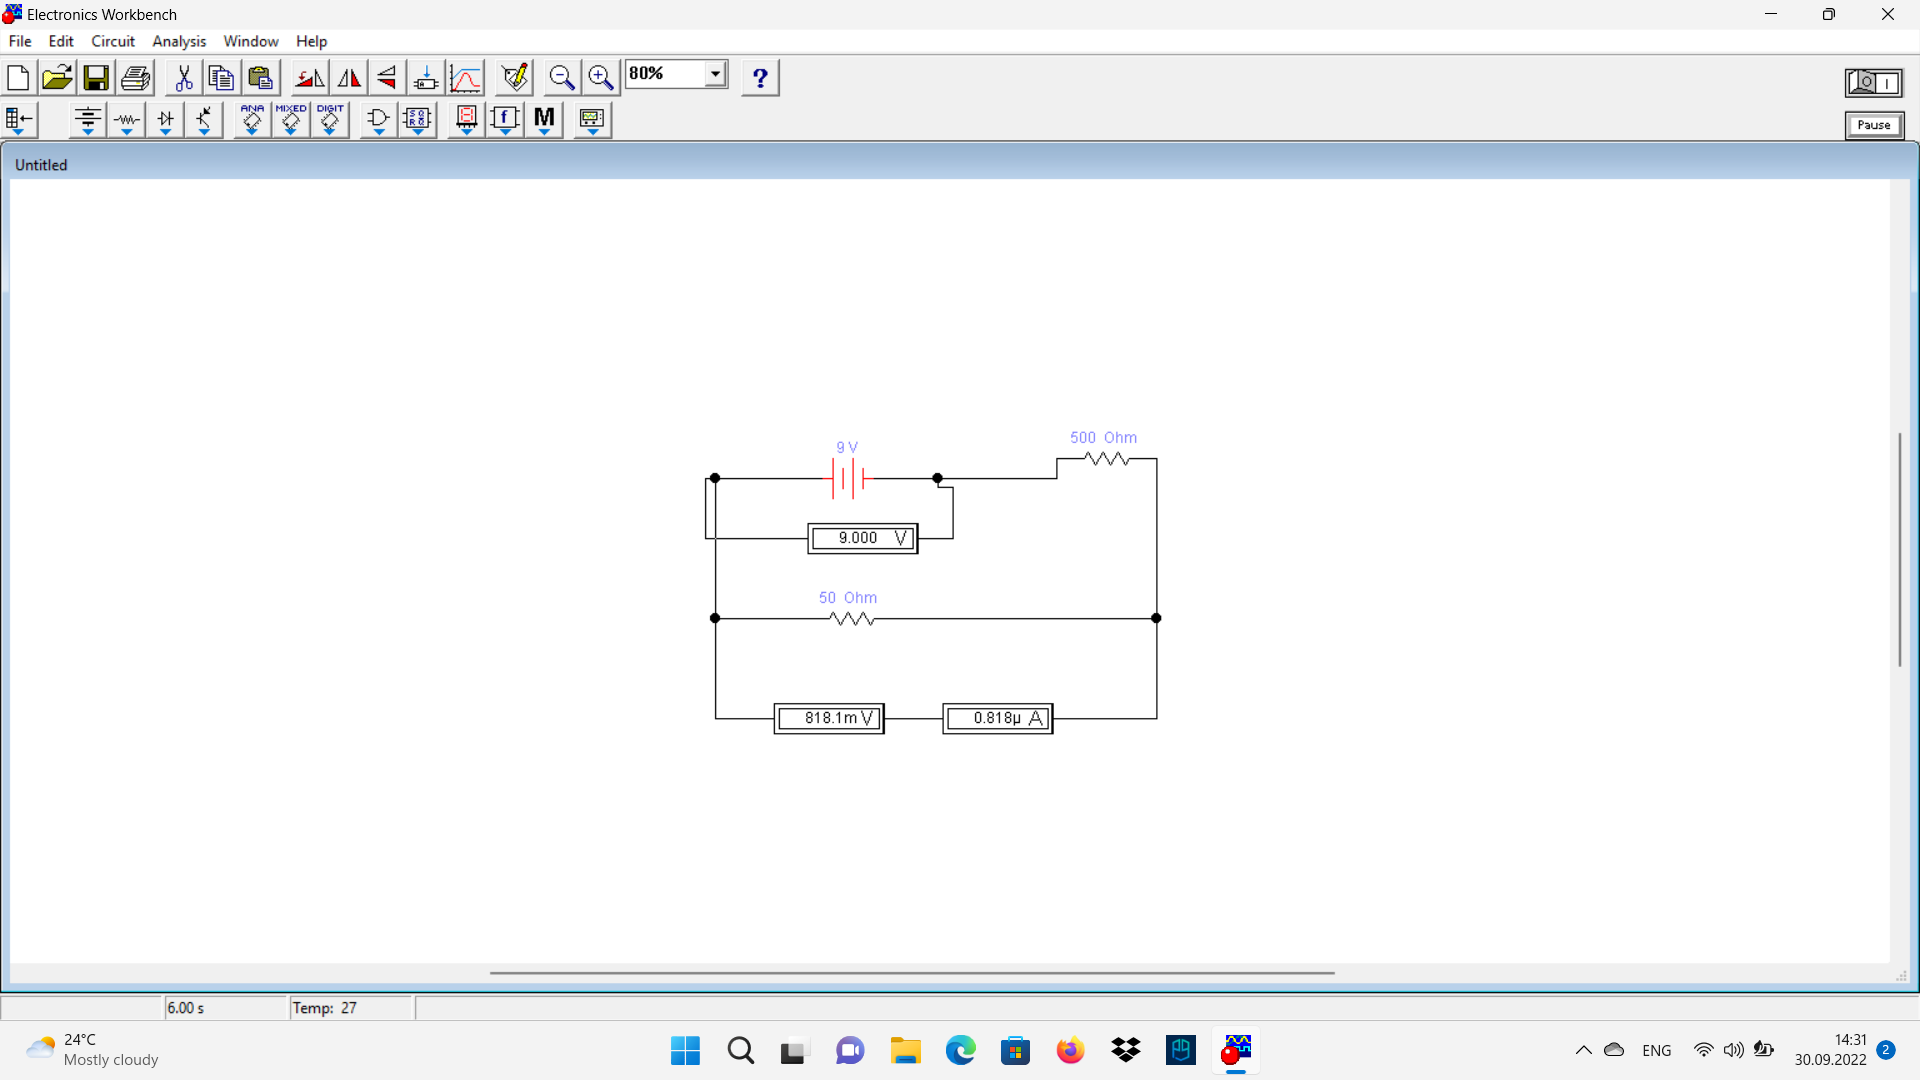 Electronics Workbench
File Edit Circuit Analysis Window Help
80% ?
ANA MIXED DIGIT f M
Pause
Untitled
9 V
500 Ohm
9.000 V
50 Ohm
818.1m V
0.818µ A
6.00 s
Temp: 27
24°C
Mostly cloudy
ENG
14:31
30.09.2022
2